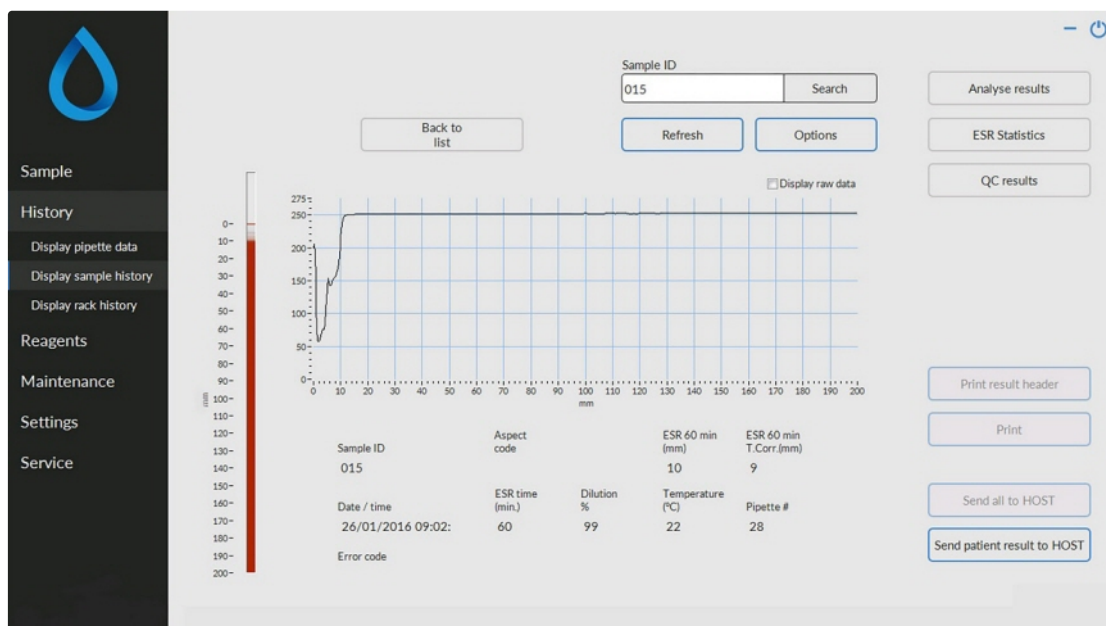 Sample ID
015
Search
Analyse results
Back to
list
Refresh
Options
ESR Statistics
QC results
Display raw data
Sample
History
Display pipette data
Display sample history
Display rack history
Reagents
Maintenance
Settings
Service
0
10
20
30
40
50
60
70
80
90
100
110
120
130
140
150
160
170
180
190
200
mm
275
250
200
150
100
50
0
0 10 20 30 40 50 60 70 80 90 100 110 120 130 140 150 160 170 180 190 200
mm
Sample ID
015
Aspect
code
ESR 60 min
(mm)
10
ESR 60 min
T.Corr.(mm)
9
Date / time
26/01/2016 09:02:
ESR time
(min.)
60
Dilution
%
99
Temperature
(ºC)
22
Pipette #
28
Error code
Print result header
Print
Send all to HOST
Send patient result to HOST